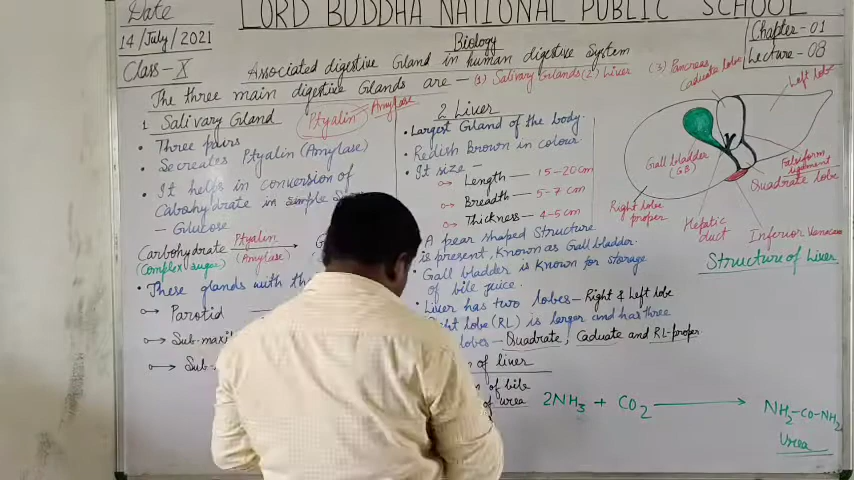 Date
LORD BUDDHA NATIONAL PUBLIC SCHOOL
14/July/2021
Class-X
Biology
Chapter-01
Lecture-08
Associated digestive Gland in human digestive System
The three main digestive Glands are - (1) Salivary Glands (2) Liver (3) Pancreas
1 Salivary Gland
Ptyalin Amylase
• Three pairs
• Secreates Ptyalin (Amylase)
• It helps in conversion of
Carbohydrate in simple
- Glucose
Carbohydrate Ptyalin
(Complex sugar) (Amylase)
• These glands with th
Parotid
Sub-maxi
Sub-
2 Liver
• Largest Gland of the body.
• Redish brown in colour.
• It size -
Length - 15-20cm
Breadth - 5-7 cm
Thickness - 4-5cm
A pear shaped Structure
is present, known as Gall bladder.
Gall bladder is known for storage
of bile juice.
Liver has two lobes - Right & Left lobe
lobe (RL) is larger and has three
lobes - Quadrate, Caduate and RL-proper.
of liver
of bile
of urea
2NH3 + CO2 → NH2-CO-NH2
Urea
Caduate lobe
Left lobe
Gall bladder
(GB)
Falsiform
ligament
Quadrate lobe
Right lobe
proper
Hepatic
duct
Inferior Venacava
Structure of Liver